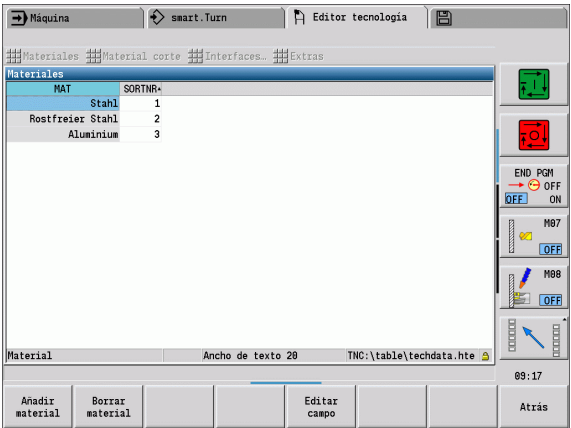 Máquina
smart.Turn
Editor tecnología
Materiales Material corte Interfaces… Extras
Materiales
MAT SORTNR
Stahl 1
Rostfreier Stahl 2
Aluminium 3
END PGM
OFF
OFF ON
M07
OFF
M08
OFF
Material Ancho de texto 20 TNC:\table\techdata.hte
09:17
Añadir material
Borrar material
Editar campo
Atrás